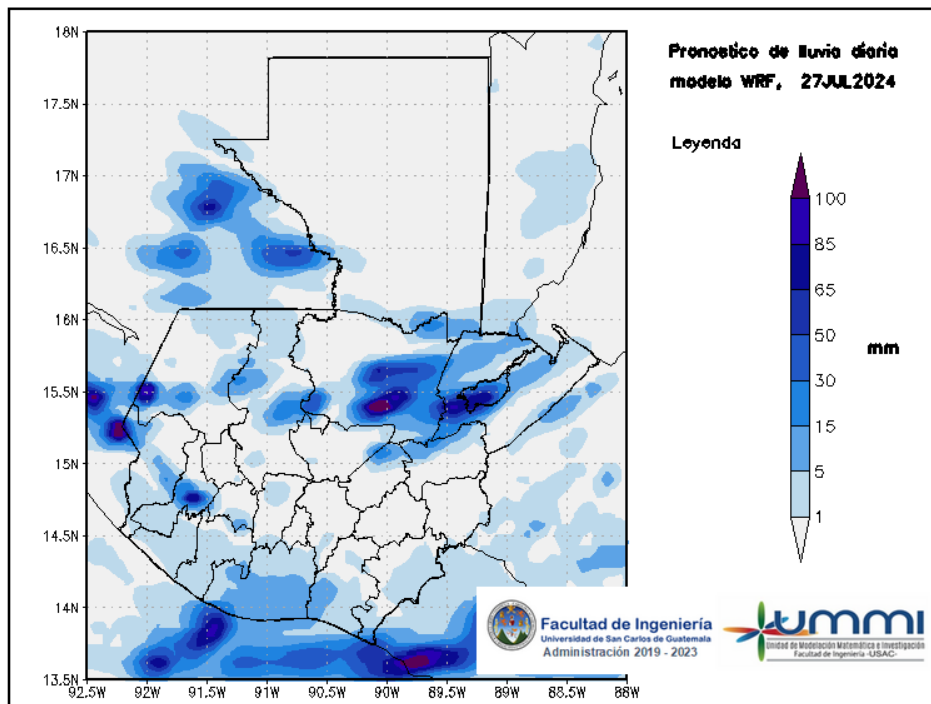 18N
17.5N
17N
16.5N
16N
15.5N
15N
14.5N
14N
13.5N
92.5W
92W
91.5W
91W
90.5W
90W
89.5W
89W
88.5W
88W
Pronostico de lluvia diaria
modelo WRF, 27JUL2024
Leyenda
100
85
65
50
30
15
5
1
mm
Facultad de Ingeniería
Universidad de San Carlos de Guatemala
Administración 2019 - 2023
UMMI
Unidad de Modelación Matemática e Investigación
Facultad de Ingeniería -USAC-